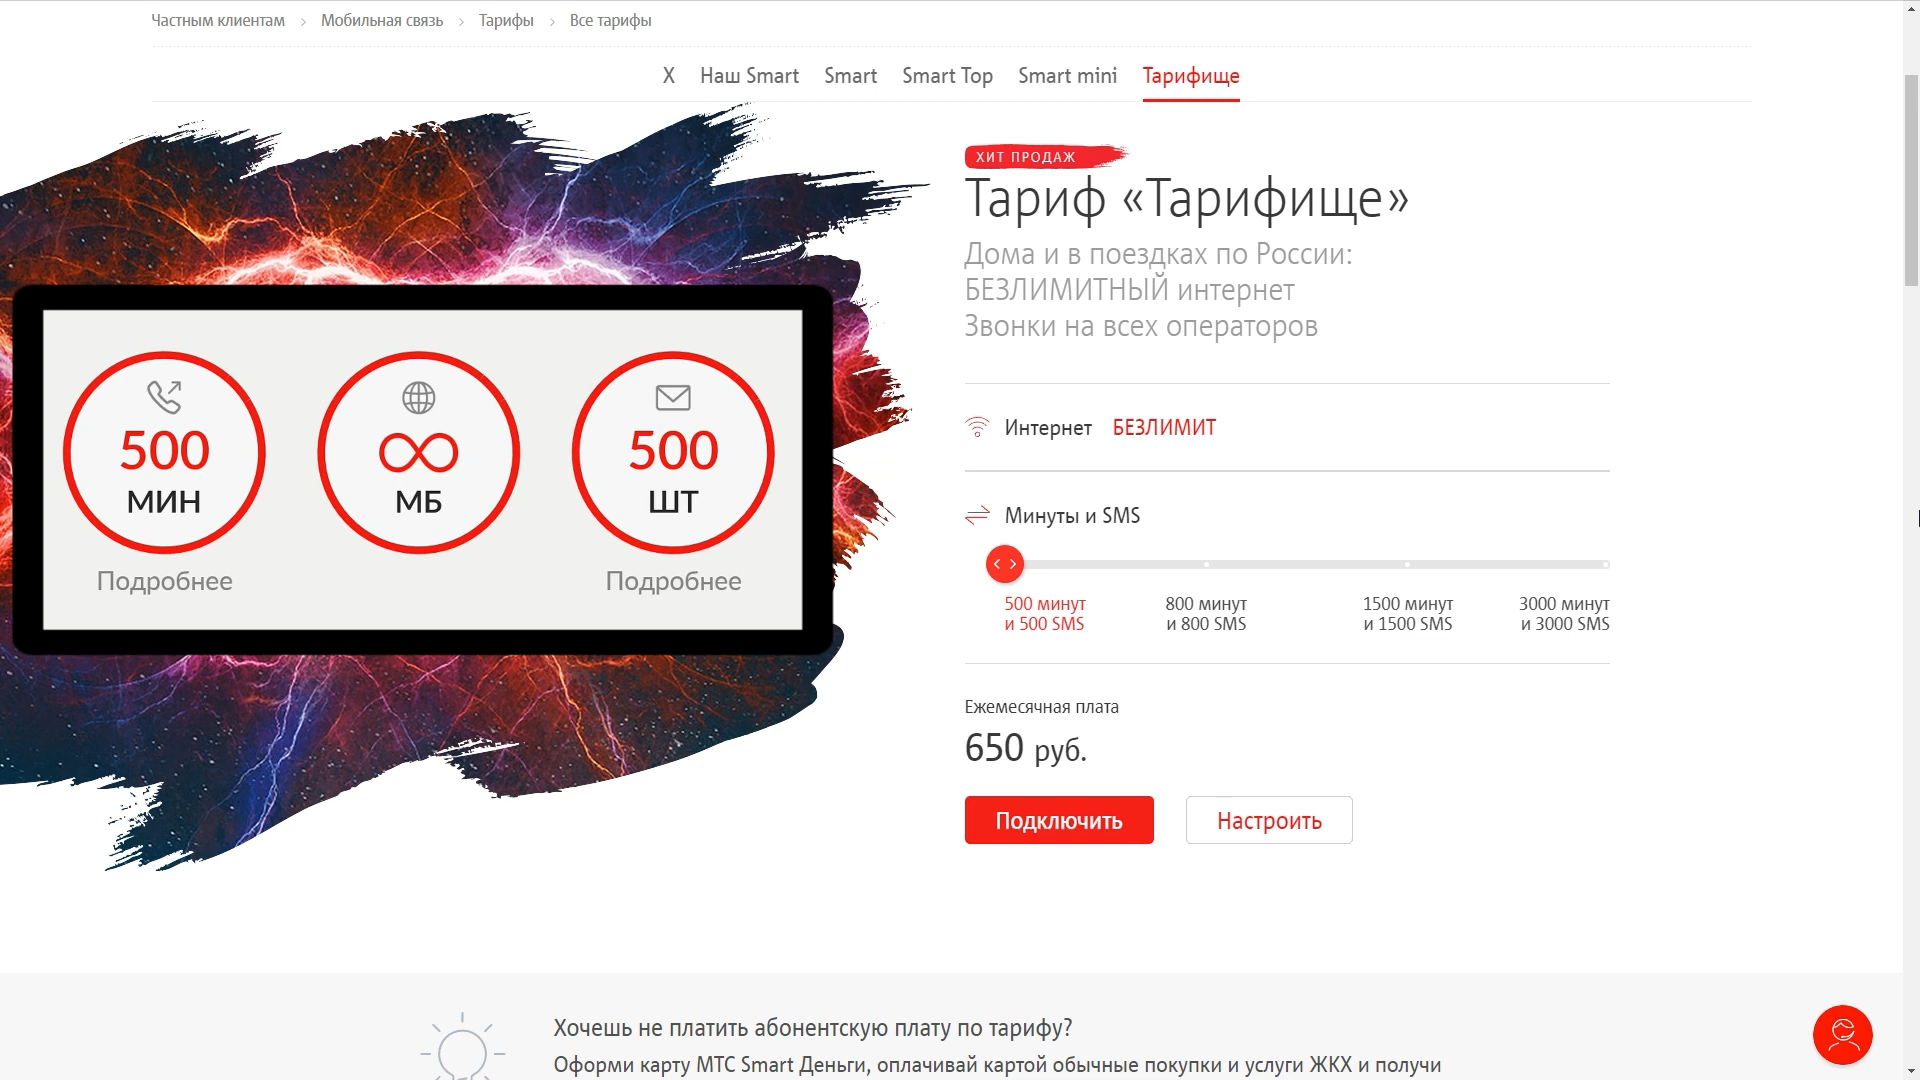 Частным клиентам
Мобильная связь
Тарифы
Все тарифы
X
Наш Smart
Smart
Smart Top
Smart mini
Тарифище
ХИТ ПРОДАЖ
Тариф «Тарифище»
Дома и в поездках по России:
БЕЗЛИМИТНЫЙ интернет
Звонки на всех операторов
500
МИН
Подробнее
МБ
500
ШТ
Подробнее
Интернет БЕЗЛИМИТ
Минуты и SMS
500 минут
и 500 SMS
800 минут
и 800 SMS
1500 минут
и 1500 SMS
3000 минут
и 3000 SMS
Ежемесячная плата
650 руб.
Подключить
Настроить
Хочешь не платить абонентскую плату по тарифу?
Оформи карту МТС Smart Деньги, оплачивай картой обычные покупки и услуги ЖКХ и получи